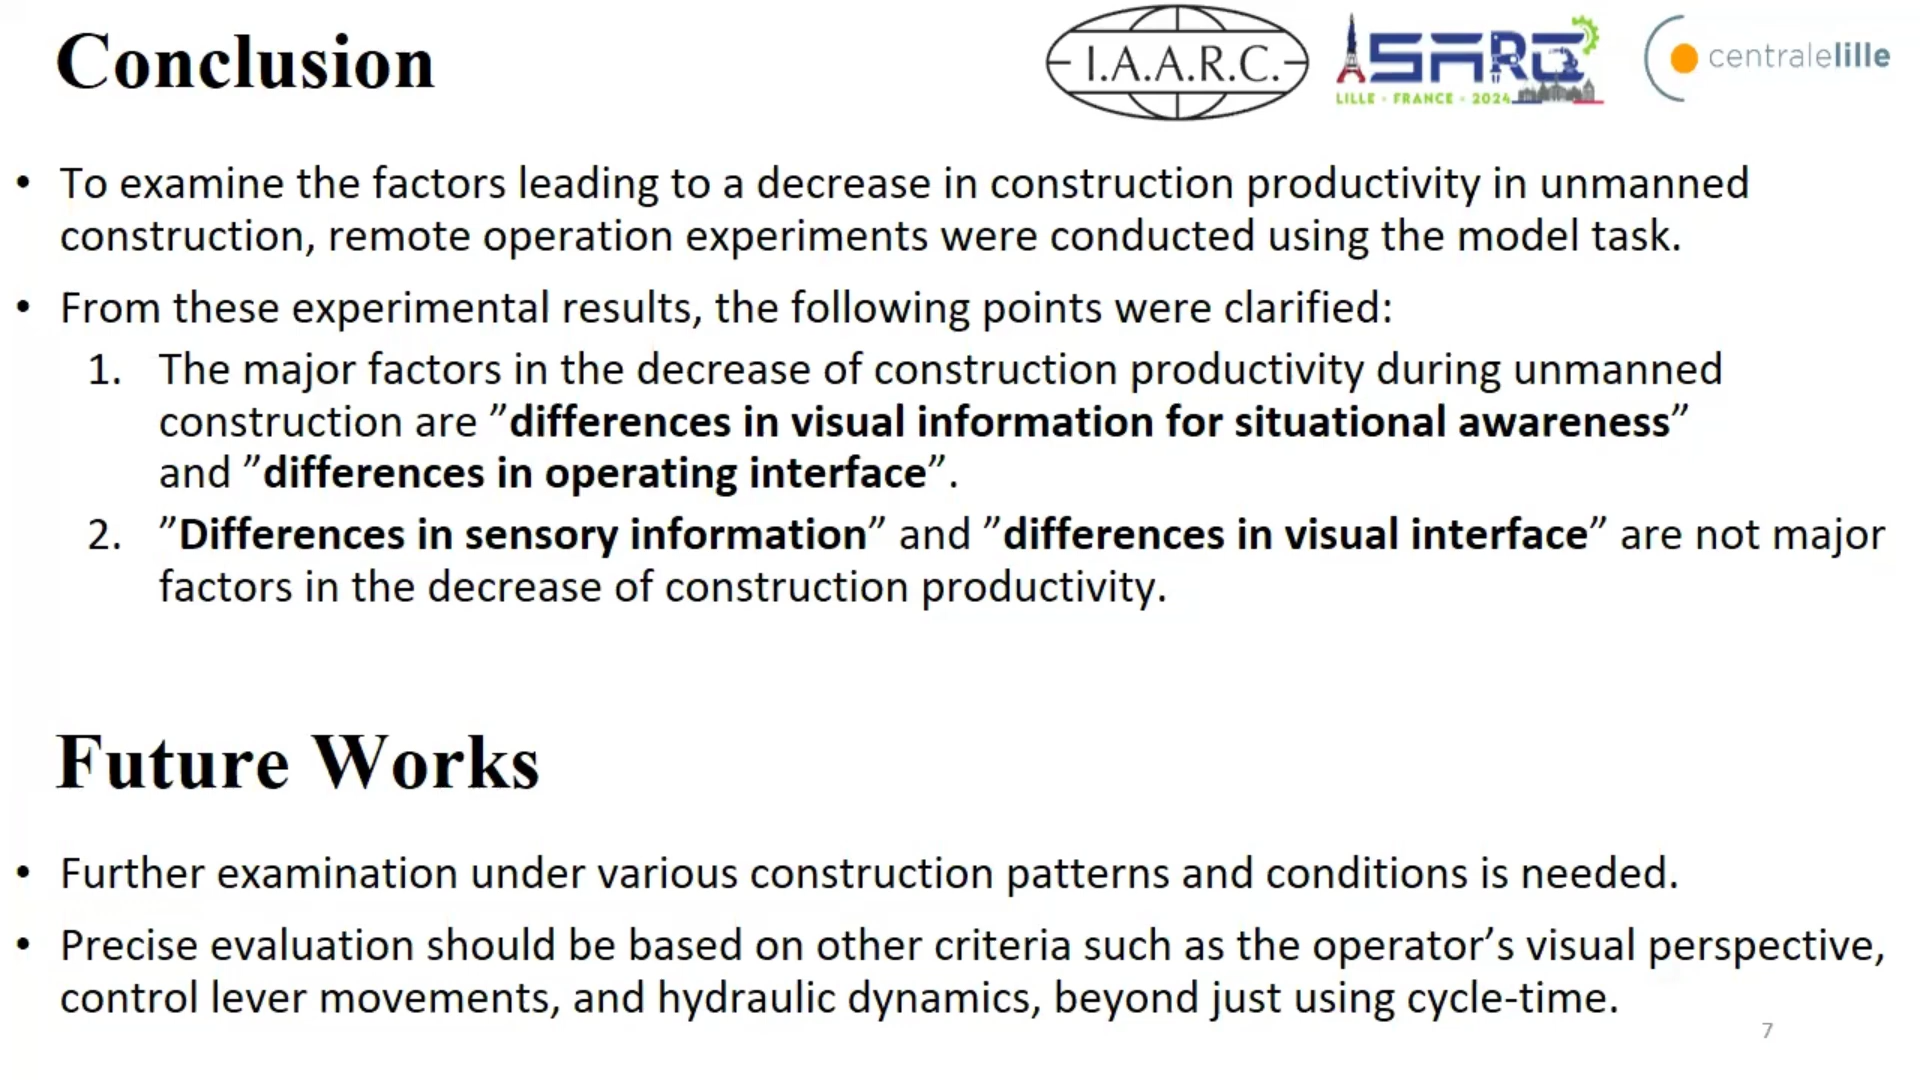 Conclusion
I.A.A.R.C.
ISARC
LILLE - FRANCE - 2024
centralelille
• To examine the factors leading to a decrease in construction productivity in unmanned
construction, remote operation experiments were conducted using the model task.
• From these experimental results, the following points were clarified:
1. The major factors in the decrease of construction productivity during unmanned
construction are ”differences in visual information for situational awareness”
and ”differences in operating interface”.
2. ”Differences in sensory information” and ”differences in visual interface” are not major
factors in the decrease of construction productivity.
Future Works
• Further examination under various construction patterns and conditions is needed.
• Precise evaluation should be based on other criteria such as the operator’s visual perspective,
control lever movements, and hydraulic dynamics, beyond just using cycle-time.
7